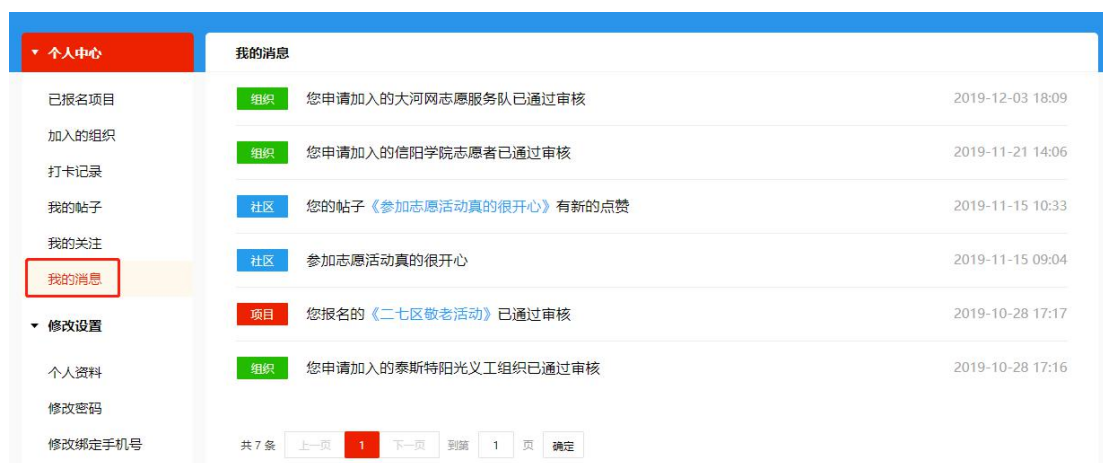 个人中心
已报名项目
加入的组织
打卡记录
我的帖子
我的关注
我的消息
修改设置
个人资料
修改密码
修改绑定手机号
我的消息
组织 您申请加入的大河网志愿服务队已通过审核 2019-12-03 18:09
组织 您申请加入的信阳学院志愿者已通过审核 2019-11-21 14:06
社区 您的帖子《参加志愿活动真的很开心》有新的点赞 2019-11-15 10:33
社区 参加志愿活动真的很开心 2019-11-15 09:04
项目 您报名的《二七区敬老活动》已通过审核 2019-10-28 17:17
组织 您申请加入的泰斯特阳光义工组织已通过审核 2019-10-28 17:16
共 7 条 上一页 1 下一页 到第 1 页 确定